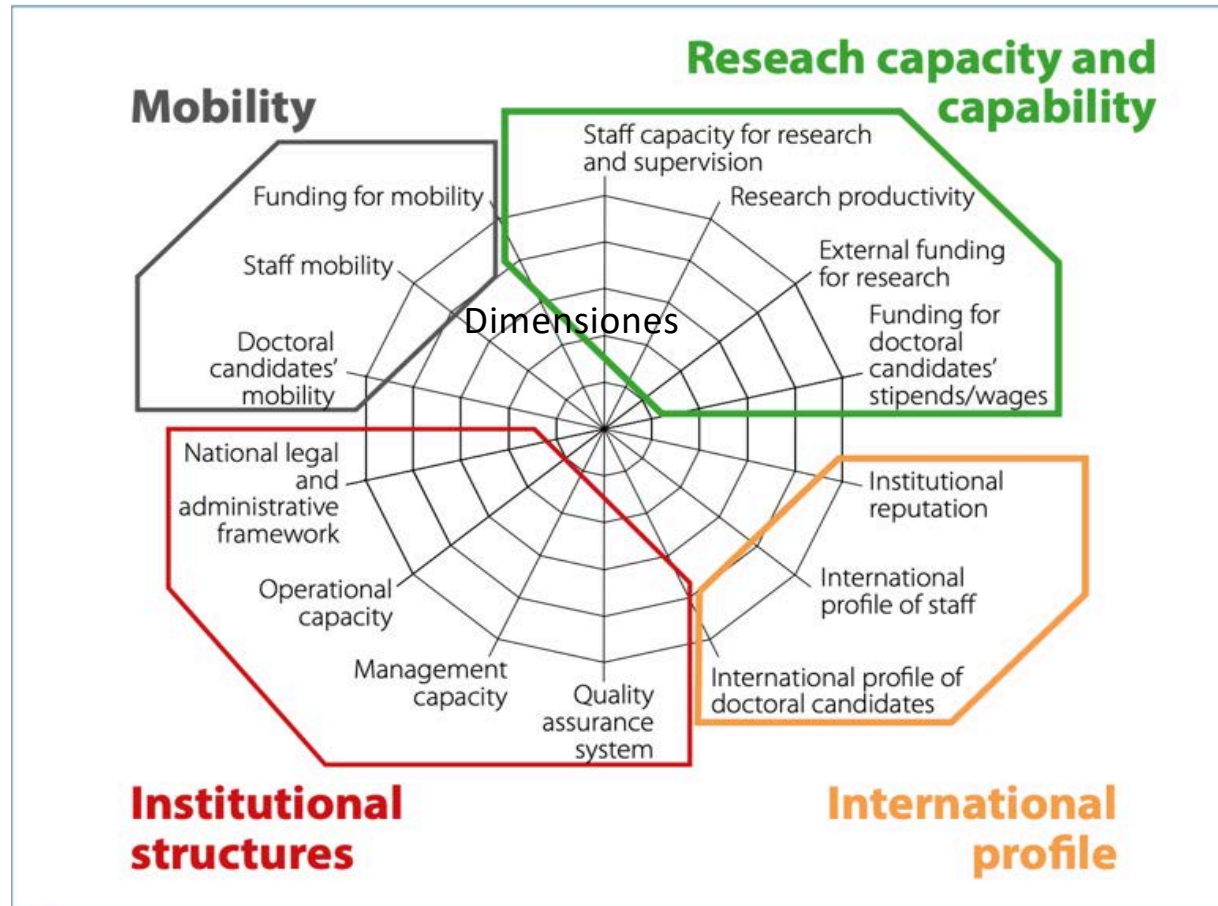 Reseach capacity and
capability
Mobility
Staff capacity for research
and supervision
Funding for mobility
Research productivity
Staff mobility
External funding
for research
Dimensiones
Funding for
doctoral
candidates'
stipends/wages
Doctoral
candidates'
mobility
National legal
and
administrative
framework
Institutional
reputation
Operational
capacity
International
profile of staff
Management
capacity
International profile of
doctoral candidates
Quality
assurance
system
Institutional
structures
International
profile